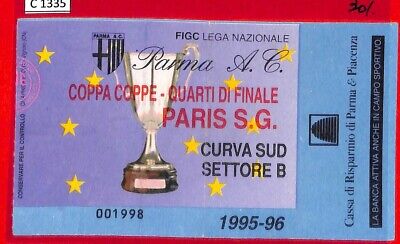 C 1335
30/
PARMA A.C.
FIGC LEGA NAZIONALE
Parma A.C.
COPPA COPPE - QUARTI DI FINALE
PARIS S.G.
CURVA SUD
SETTORE B
001998
1995-96
CONSERVARE PER IL CONTROLLO
Cassa di Risparmio di Parma & Piacenza
LA BANCA ATTIVA ANCHE IN CAMPO SPORTIVO.